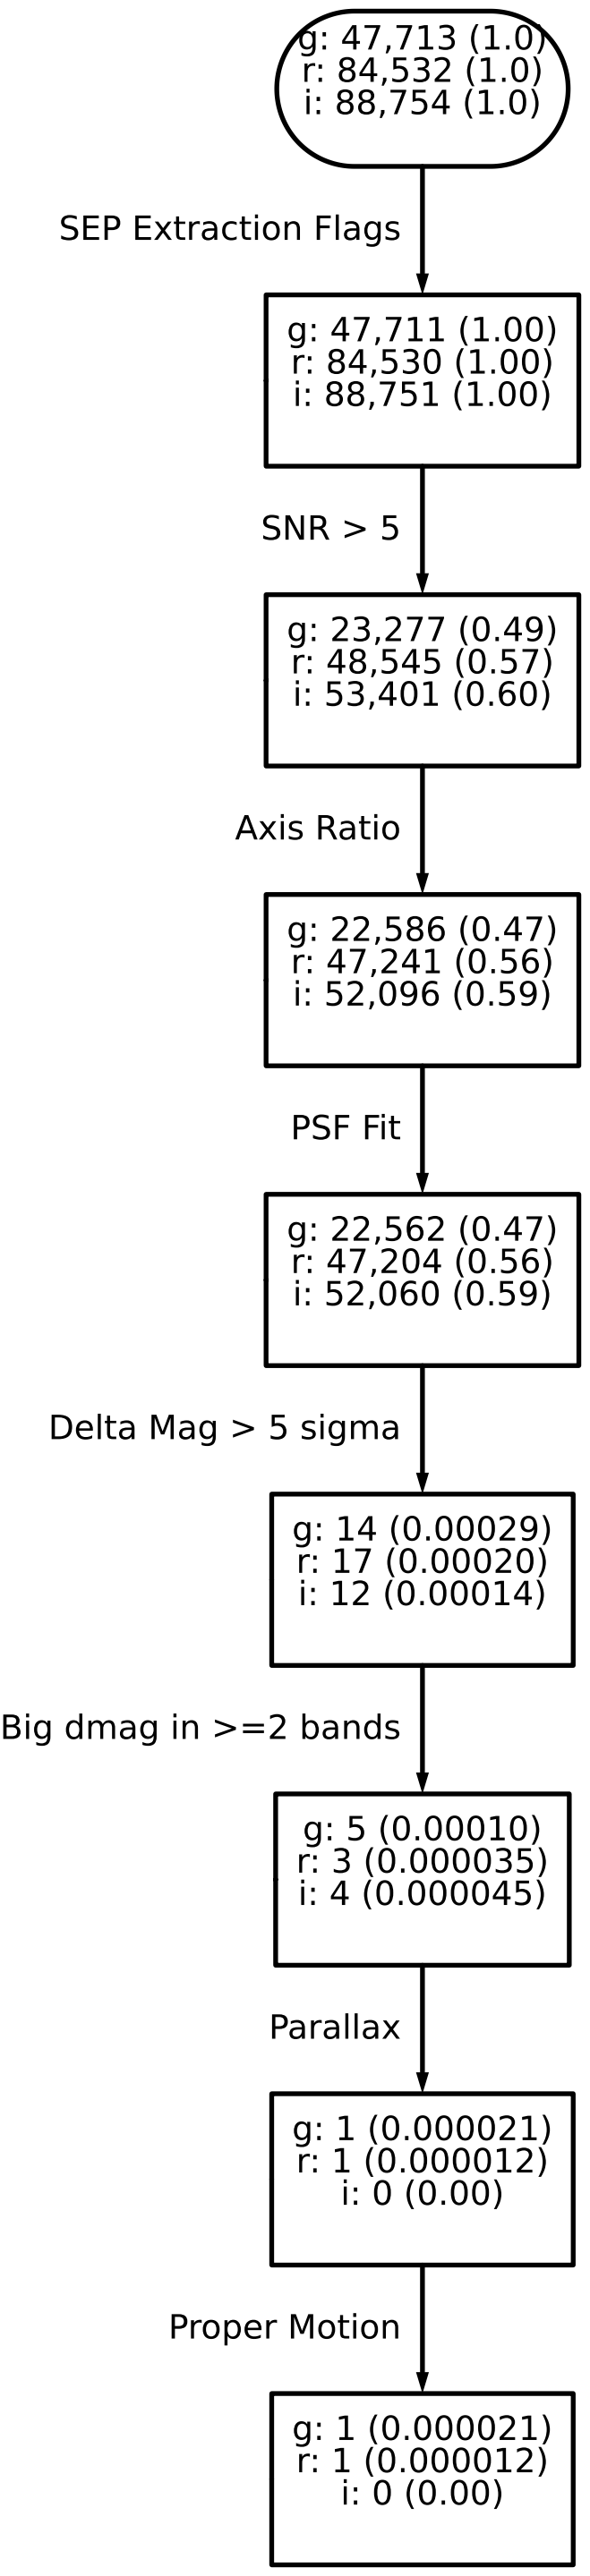 g: 47,713 (1.0)
r: 84,532 (1.0)
i: 88,754 (1.0)
SEP Extraction Flags
g: 47,711 (1.00)
r: 84,530 (1.00)
i: 88,751 (1.00)
SNR > 5
g: 23,277 (0.49)
r: 48,545 (0.57)
i: 53,401 (0.60)
Axis Ratio
g: 22,586 (0.47)
r: 47,241 (0.56)
i: 52,096 (0.59)
PSF Fit
g: 22,562 (0.47)
r: 47,204 (0.56)
i: 52,060 (0.59)
Delta Mag > 5 sigma
g: 14 (0.00029)
r: 17 (0.00020)
i: 12 (0.00014)
Big dmag in >=2 bands
g: 5 (0.00010)
r: 3 (0.000035)
i: 4 (0.000045)
Parallax
g: 1 (0.000021)
r: 1 (0.000012)
i: 0 (0.00)
Proper Motion
g: 1 (0.000021)
r: 1 (0.000012)
i: 0 (0.00)